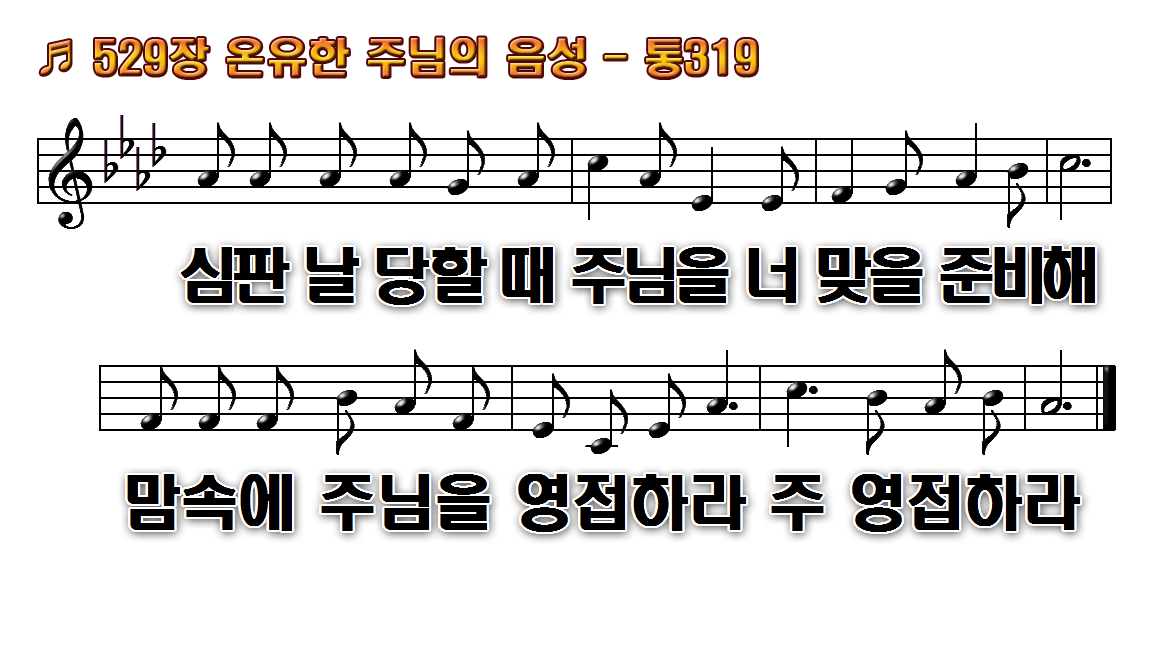 ♬ 529장 온유한 주님의 음성 - 통319
심판 날 당할 때 주님을 너 맞을 준비해
맘속에 주님을 영접하라 주 영접하라